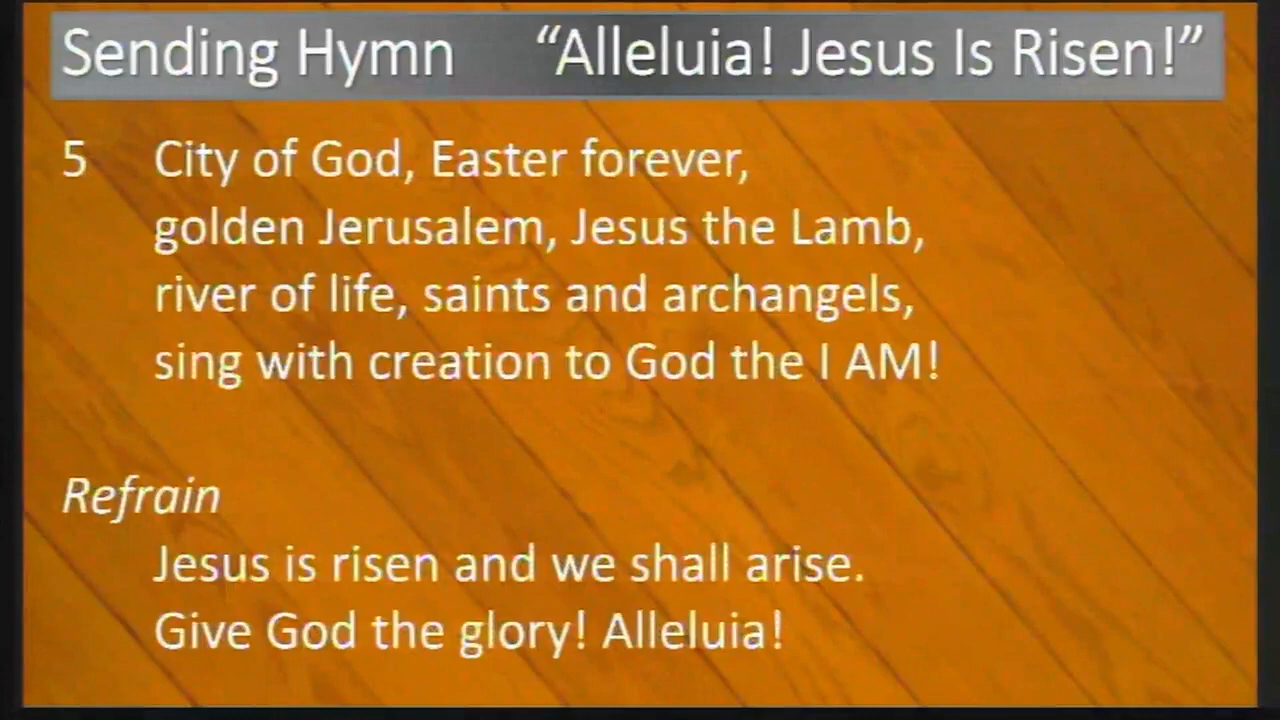 Sending Hymn “Alleluia! Jesus Is Risen!”
5 City of God, Easter forever,
golden Jerusalem, Jesus the Lamb,
river of life, saints and archangels,
sing with creation to God the I AM!
Refrain
Jesus is risen and we shall arise.
Give God the glory! Alleluia!